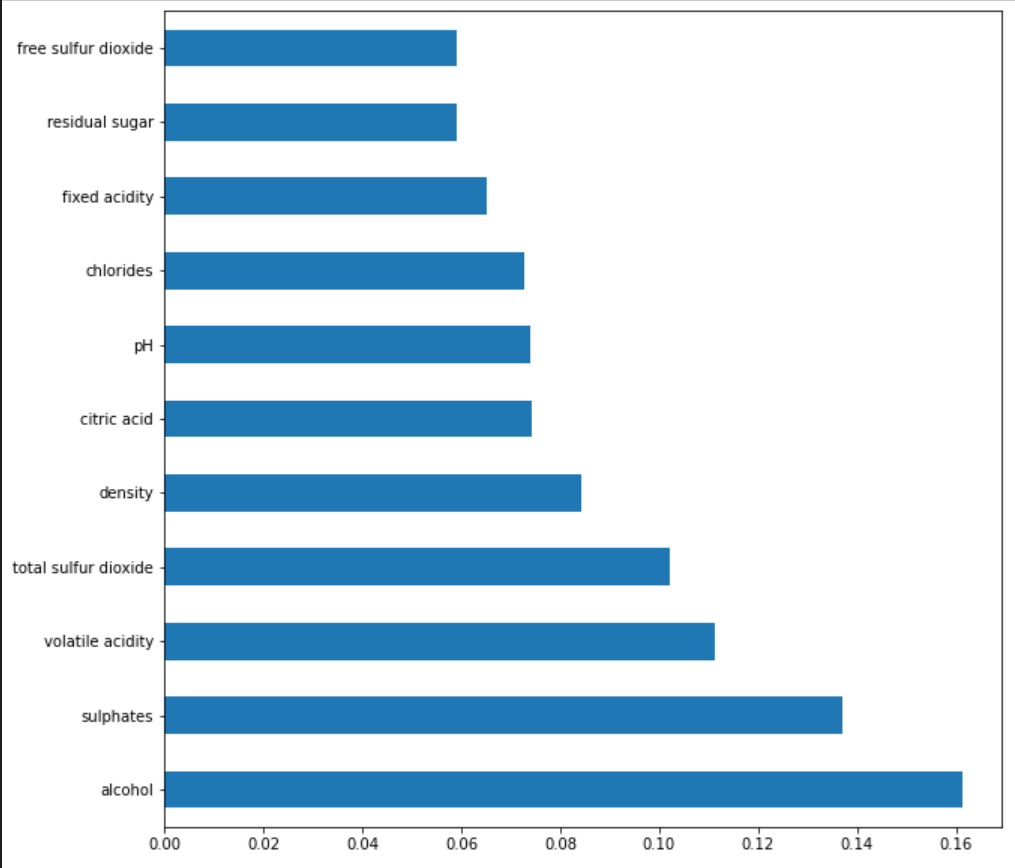 free sulfur dioxide
residual sugar
fixed acidity
chlorides
pH
citric acid
density
total sulfur dioxide
volatile acidity
sulphates
alcohol
0.00 0.02 0.04 0.06 0.08 0.10 0.12 0.14 0.16